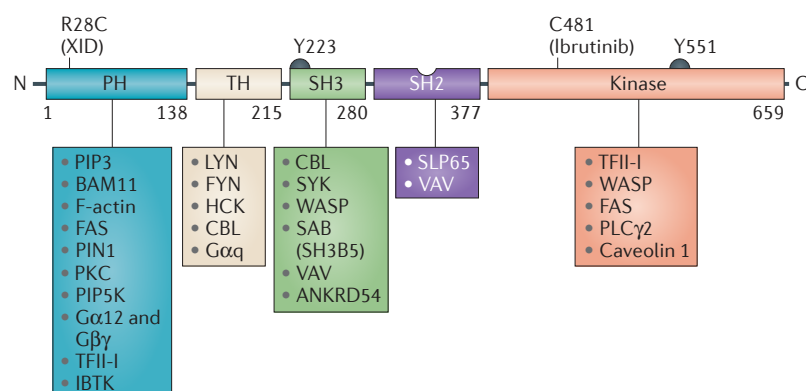 R28C
(XID)
Y223
C481
(Ibrutinib)
Y551
N
PH
TH
SH3
SH2
Kinase
C
1
138
215
280
377
659
PIP3
BAM11
F-actin
FAS
PIN1
PKC
PIP5K
Gα12 and
Gβγ
TFII-I
IBTK
LYN
FYN
HCK
CBL
Gαq
CBL
SYK
WASP
SAB
(SH3B5)
VAV
ANKRD54
SLP65
VAV
TFII-I
WASP
FAS
PLCγ2
Caveolin 1